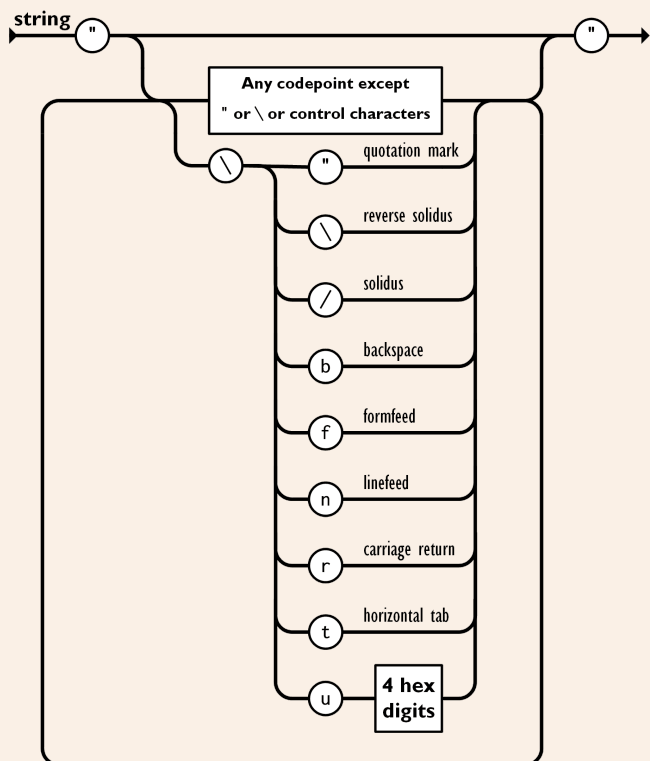 string
" "
Any codepoint except
" or \ or control characters
\ " quotation mark
\ reverse solidus
/ solidus
b backspace
f formfeed
n linefeed
r carriage return
t horizontal tab
u 4 hex
digits